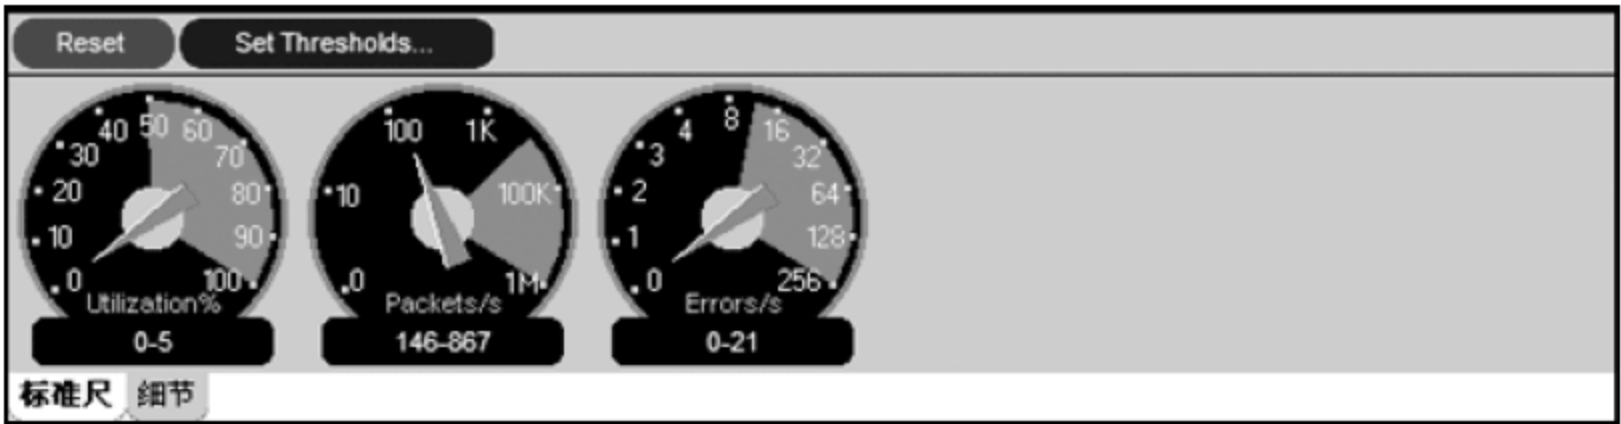 Reset Set Thresholds...
0 10 20 30 40 50 60 70 80 90 100
Utilization%
0-5
0 10 100 1K 100K 1M
Packets/s
146-867
0 1 2 3 4 8 16 32 64 128 256
Errors/s
0-21
标准尺 细节